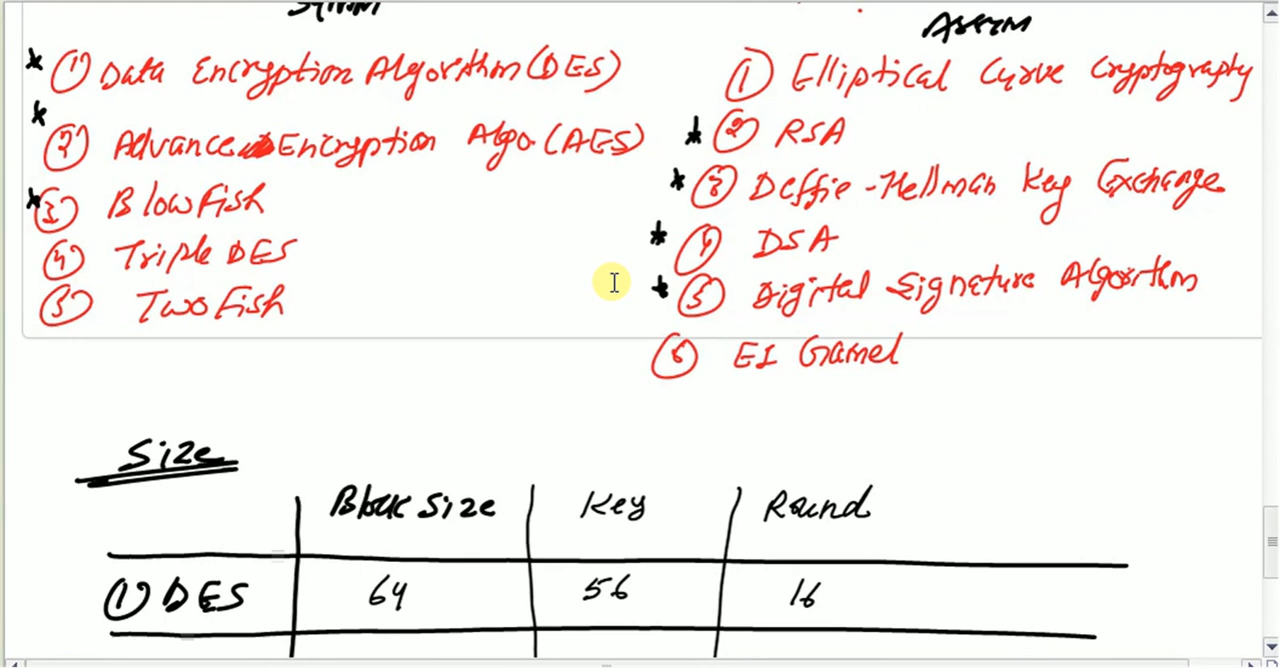 Symm
Assym
* ① Data Encryption Algorithm (DES)
* ② Advance Encryption Algo. (AES)
* ③ Blowfish
④ Triple DES
⑤ Twofish
① Elliptical Curve Cryptography
* ② RSA
* ③ Deffie-Hellman Key Exchange
* ④ DSA
* ⑤ Digital Signature Algorithm
⑥ El Gamel
Size
Block Size Key Round
① DES 64 56 16